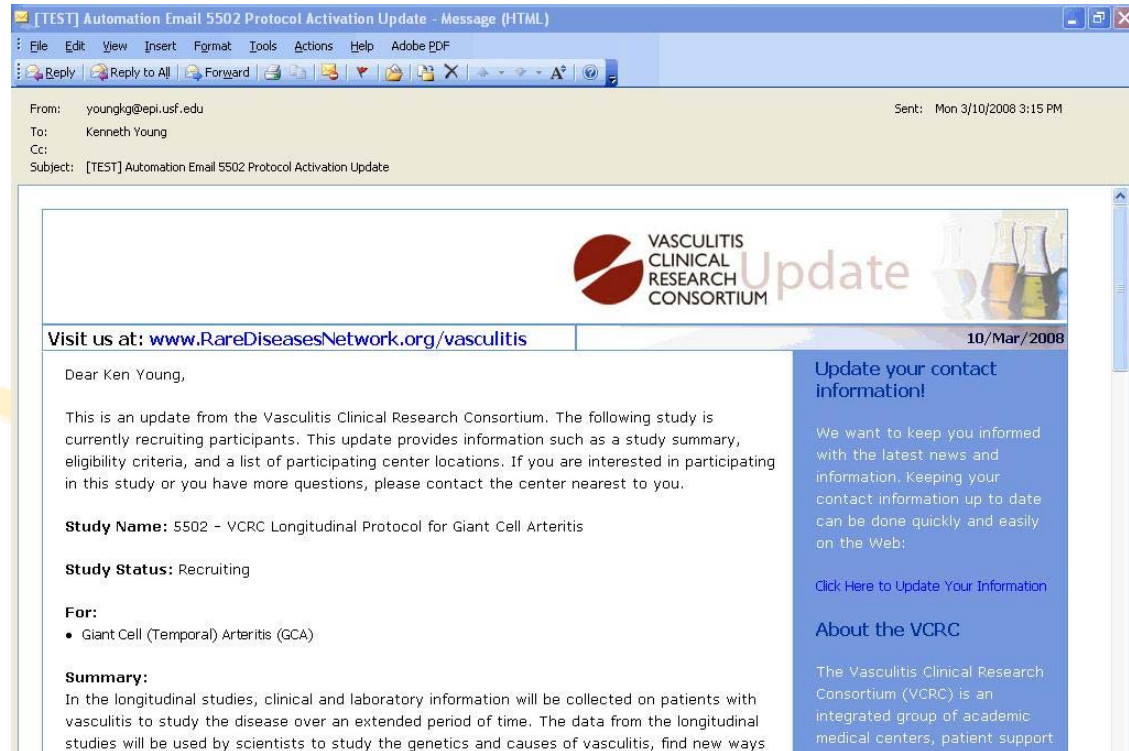 [TEST] Automation Email 5502 Protocol Activation Update - Message (HTML)
File Edit View Insert Format Tools Actions Help Adobe PDF
Reply Reply to All Forward
From: youngkg@epi.usf.edu Sent: Mon 3/10/2008 3:15 PM
To: Kenneth Young
Cc:
Subject: [TEST] Automation Email 5502 Protocol Activation Update
VASCULITIS
CLINICAL
RESEARCH
CONSORTIUM
Update
Visit us at: www.RareDiseasesNetwork.org/vasculitis
10/Mar/2008
Dear Ken Young,
This is an update from the Vasculitis Clinical Research Consortium. The following study is
currently recruiting participants. This update provides information such as a study summary,
eligibility criteria, and a list of participating center locations. If you are interested in participating
in this study or you have more questions, please contact the center nearest to you.
Study Name: 5502 - VCRC Longitudinal Protocol for Giant Cell Arteritis
Study Status: Recruiting
For:
• Giant Cell (Temporal) Arteritis (GCA)
Summary:
In the longitudinal studies, clinical and laboratory information will be collected on patients with
vasculitis to study the disease over an extended period of time. The data from the longitudinal
studies will be used by scientists to study the genetics and causes of vasculitis, find new ways
Update your contact
information!
We want to keep you informed
with the latest news and
information. Keeping your
contact information up to date
can be done quickly and easily
on the Web:
Click Here to Update Your Information
About the VCRC
The Vasculitis Clinical Research
Consortium (VCRC) is an
integrated group of academic
medical centers, patient support